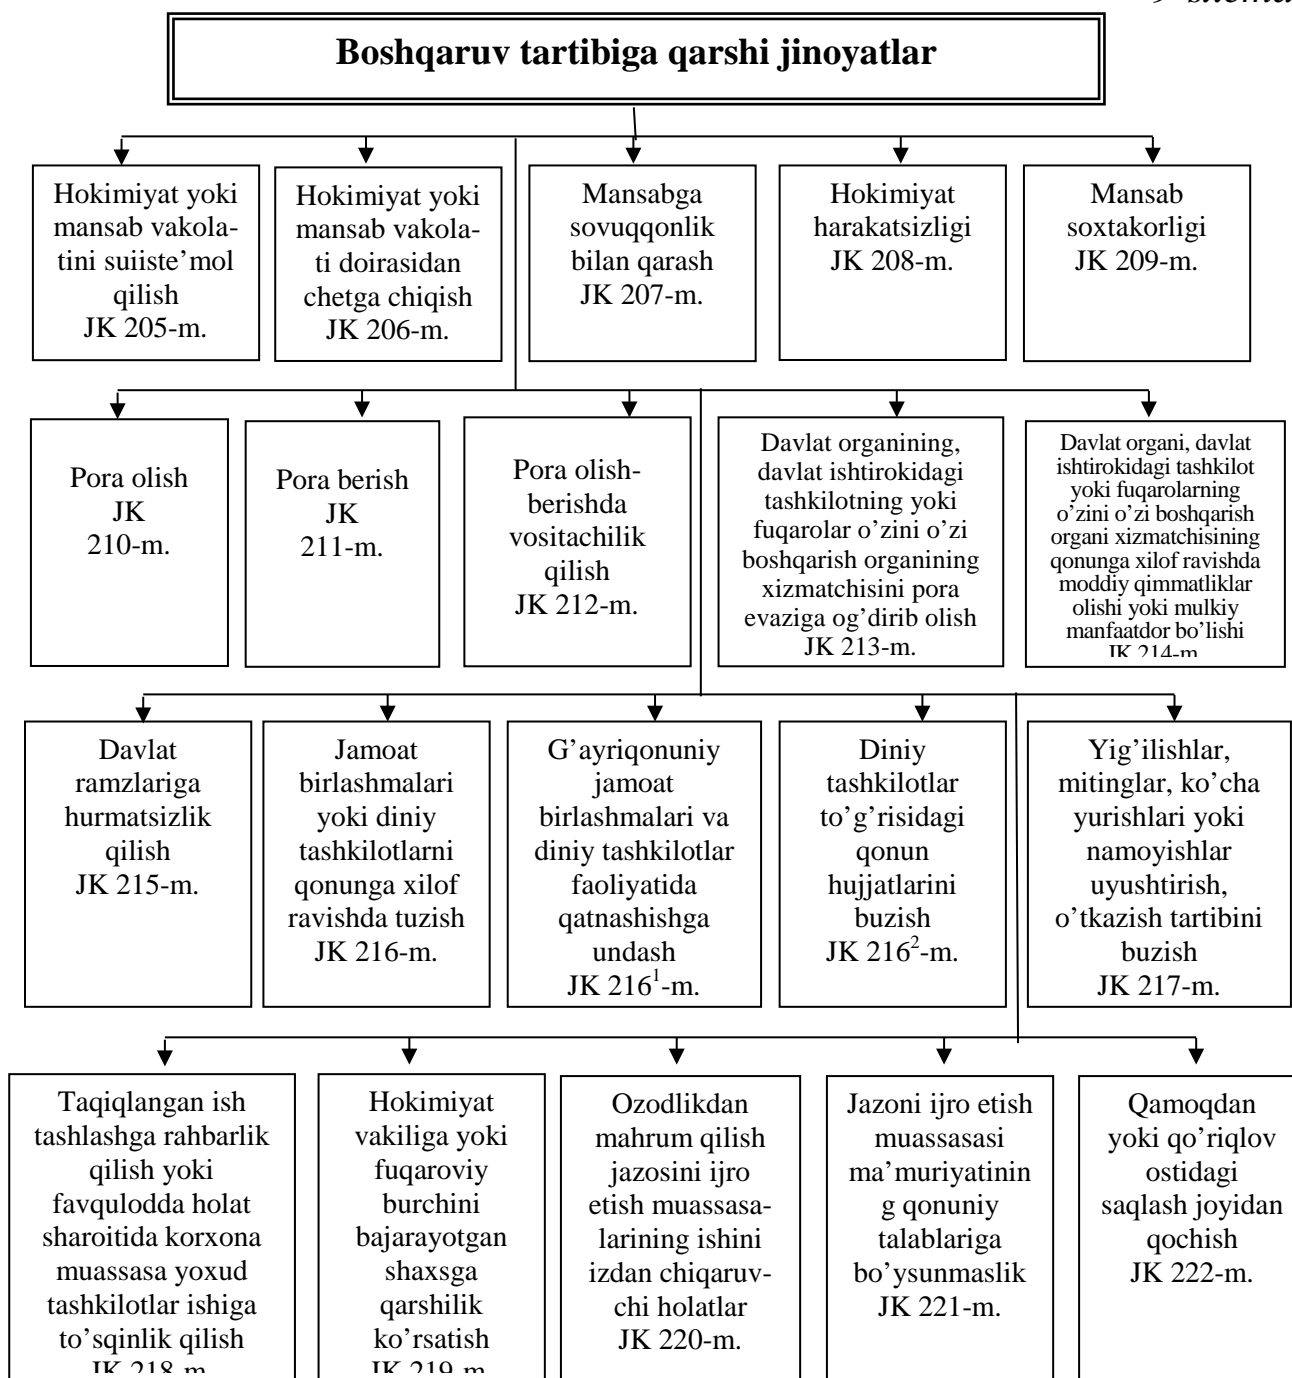 Boshqaruv tartibiga qarshi jinoyatlar
Hokimiyat yoki
mansab vakola-
tini suiiste’mol
qilish
JK 205-m.
Hokimiyat yoki
mansab vakola-
ti doirasidan
chetga chiqish
JK 206-m.
Mansabga
sovuqqonlik
bilan qarash
JK 207-m.
Hokimiyat
harakatsizligi
JK 208-m.
Mansab
soxtakorligi
JK 209-m.
Pora olish
JK
210-m.
Pora berish
JK
211-m.
Pora olish-
berishda
vositachilik
qilish
JK 212-m.
Davlat organining,
davlat ishtirokidagi
tashkilotning yoki
fuqarolar o’zini o’zi
boshqarish organining
xizmatchisini pora
evaziga og’dirib olish
JK 213-m.
Davlat organi, davlat
ishtirokidagi tashkilot
yoki fuqarolarning
o’zini o’zi boshqarish
organi xizmatchisining
qonunga xilof ravishda
moddiy qimmatliklar
olishi yoki mulkiy
manfaatdor bo’lishi
JK 214-m
Davlat
ramzlariga
hurmatsizlik
qilish
JK 215-m.
Jamoat
birlashmalari
yoki diniy
tashkilotlarni
qonunga xilof
ravishda tuzish
JK 216-m.
G’ayriqonuniy
jamoat
birlashmalari va
diniy tashkilotlar
faoliyatida
qatnashishga
undash
JK 216¹-m.
Diniy
tashkilotlar
to’g’risidagi
qonun
hujjatlarini
buzish
JK 216²-m.
Yig’ilishlar,
mitinglar, ko’cha
yurishlari yoki
namoyishlar
uyushtirish,
o’tkazish tartibini
buzish
JK 217-m.
Taqiqlangan ish
tashlashga rahbarlik
qilish yoki
favqulodda holat
sharoitida korxona
muassasa yoxud
tashkilotlar ishiga
to’sqinlik qilish
JK 218-m
Hokimiyat
vakiliga yoki
fuqaroviy
burchini
bajarayotgan
shaxsga
qarshilik
ko’rsatish
JK 219-m
Ozodlikdan
mahrum qilish
jazosini ijro
etish muassasa-
larining ishini
izdan chiqaruv-
chi holatlar
JK 220-m.
Jazoni ijro etish
muassasasi
ma’muriyatinin
g qonuniy
talablariga
bo’ysunmaslik
JK 221-m.
Qamoqdan
yoki qo’riqlov
ostidagi
saqlash joyidan
qochish
JK 222-m.